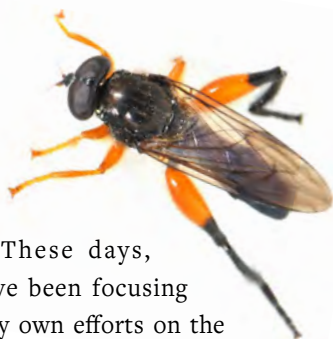 These days,
ve been focusing
y own efforts on the